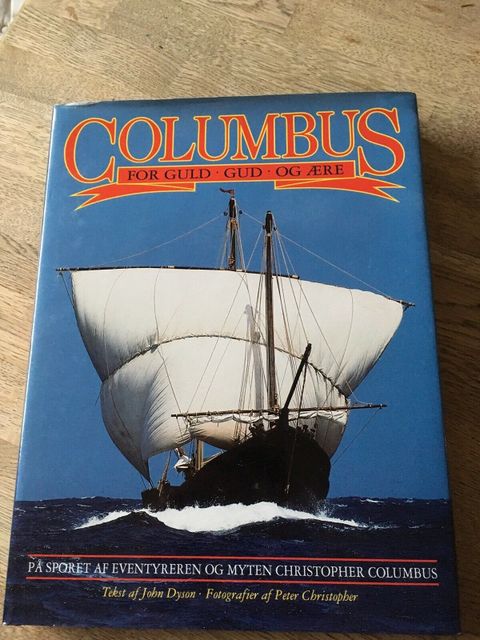 COLUMBUS
FOR GULD · GUD · OG ÆRE
PÅ SPORET AF EVENTYREREN OG MYTEN CHRISTOPHER COLUMBUS
Tekst af John Dyson · Fotografier af Peter Christopher